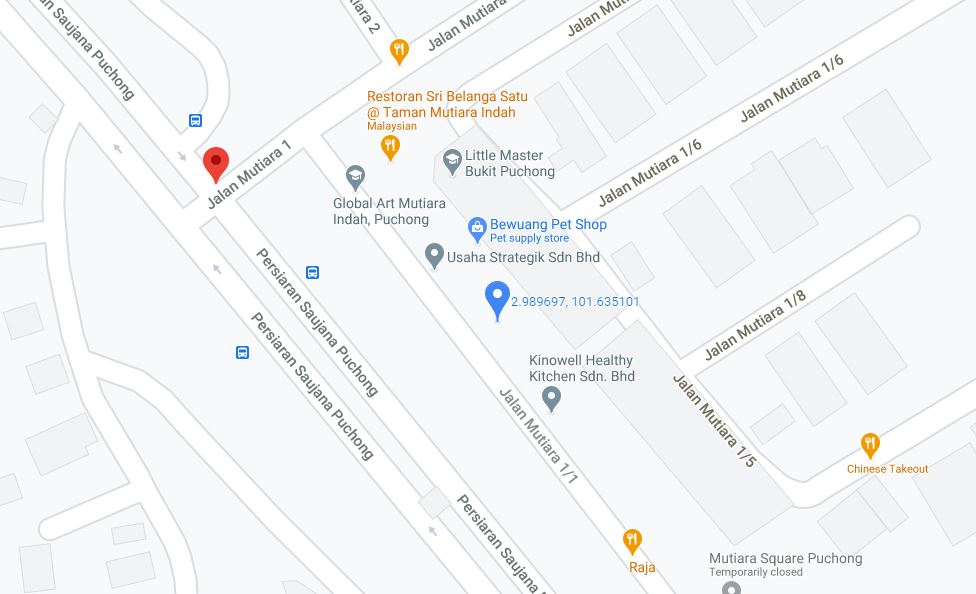 an Saujana Puchong
tiara 2
Jalan Mutiara
Jalan Mu
Jalan Mutiara 1/6
Restoran Sri Belanga Satu
@ Taman Mutiara Indah
Malaysian
Jalan Mutiara 1
Little Master
Bukit Puchong
Jalan Mutiara 1/6
Global Art Mutiara
Indah, Puchong
Bewuang Pet Shop
Pet supply store
Usaha Strategik Sdn Bhd
2.989697, 101.635101
Persiaran Saujana Puchong
Persiaran Saujana Puchong
Jalan Mutiara 1/8
Kinowell Healthy
Kitchen Sdn. Bhd
Jalan Mutiara 1/1
Jalan Mutiara 1/5
Chinese Takeout
Persiaran Saujana
Raja
Mutiara Square Puchong
Temporarily closed